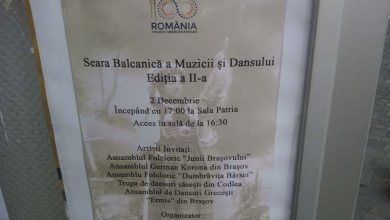 ROMÂNIA
Seara Balcanică a Muzicii și Dansului
Ediția a II-a
2 Decembrie
Începând cu 17:00 la Sala Patria
Acces în sală de la 16:30
Artiști Invitați:
Ansamblul Folcloric "Junii Brașovului"
Ansamblul German Korona din Brașov
Ansamblu Folcloric "Dumbrăvița Bârsei"
Trupa de dansuri săsești din Codlea
Ansamblul de Dansuri Grecești
"Ermis" din Brașov
Organizator :